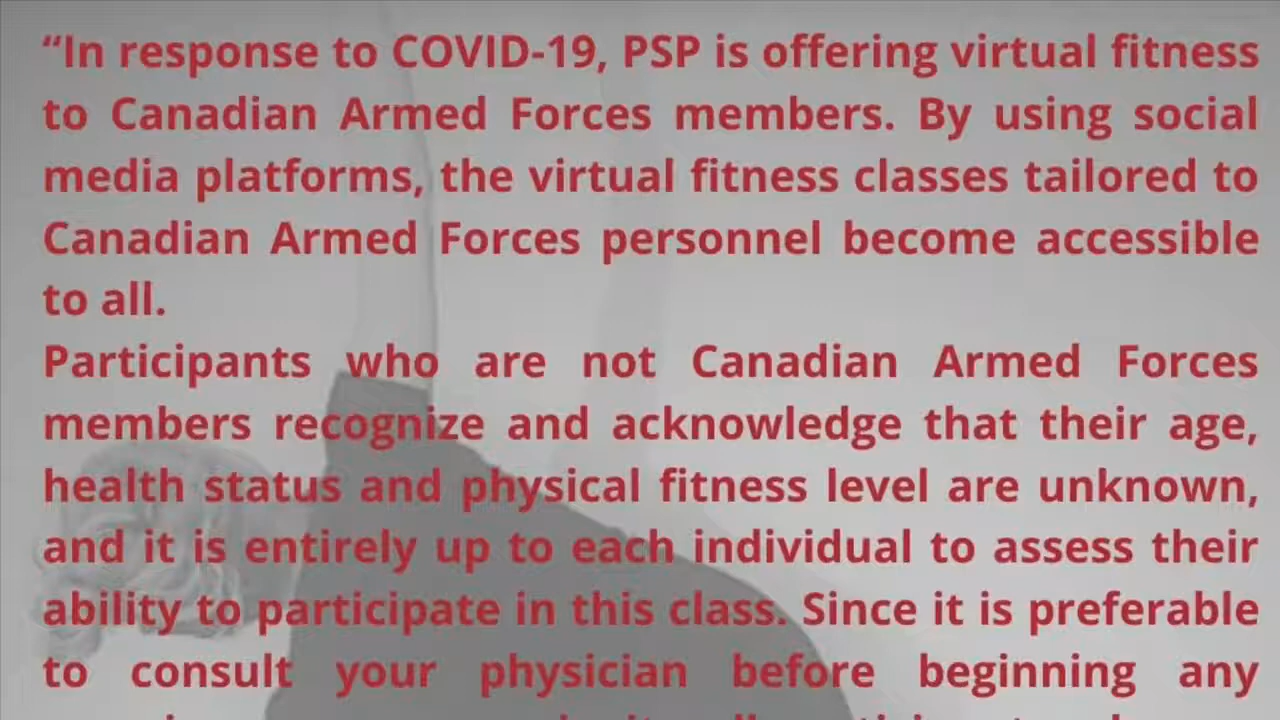 “In response to COVID-19, PSP is offering virtual fitness
to Canadian Armed Forces members. By using social
media platforms, the virtual fitness classes tailored to
Canadian Armed Forces personnel become accessible
to all.
Participants who are not Canadian Armed Forces
members recognize and acknowledge that their age,
health status and physical fitness level are unknown,
and it is entirely up to each individual to assess their
ability to participate in this class. Since it is preferable
to consult your physician before beginning any